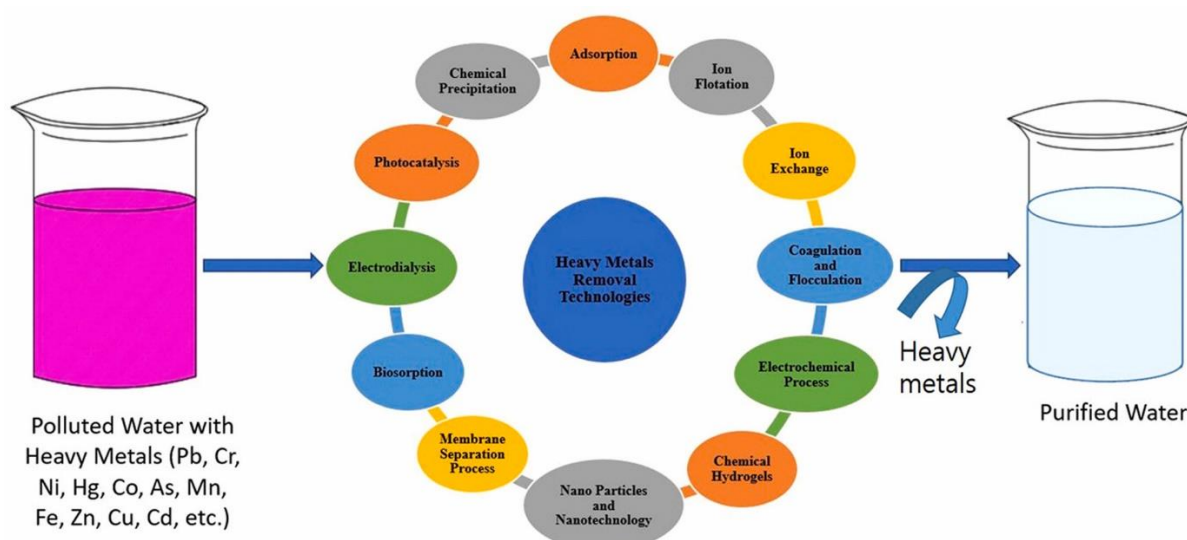 Adsorption
Ion
Flotation
Ion
Exchange
Coagulation
and
Flocculation
Electrochemical
Process
Chemical
Hydrogels
Nano Particles
and
Nanotechnology
Membrane
Separation
Process
Biosorption
Electrodialysis
Photocatalysis
Chemical
Precipitation
Heavy Metals
Removal
Technologies
Polluted Water with
Heavy Metals (Pb, Cr,
Ni, Hg, Co, As, Mn,
Fe, Zn, Cu, Cd, etc.)
Heavy
metals
Purified Water